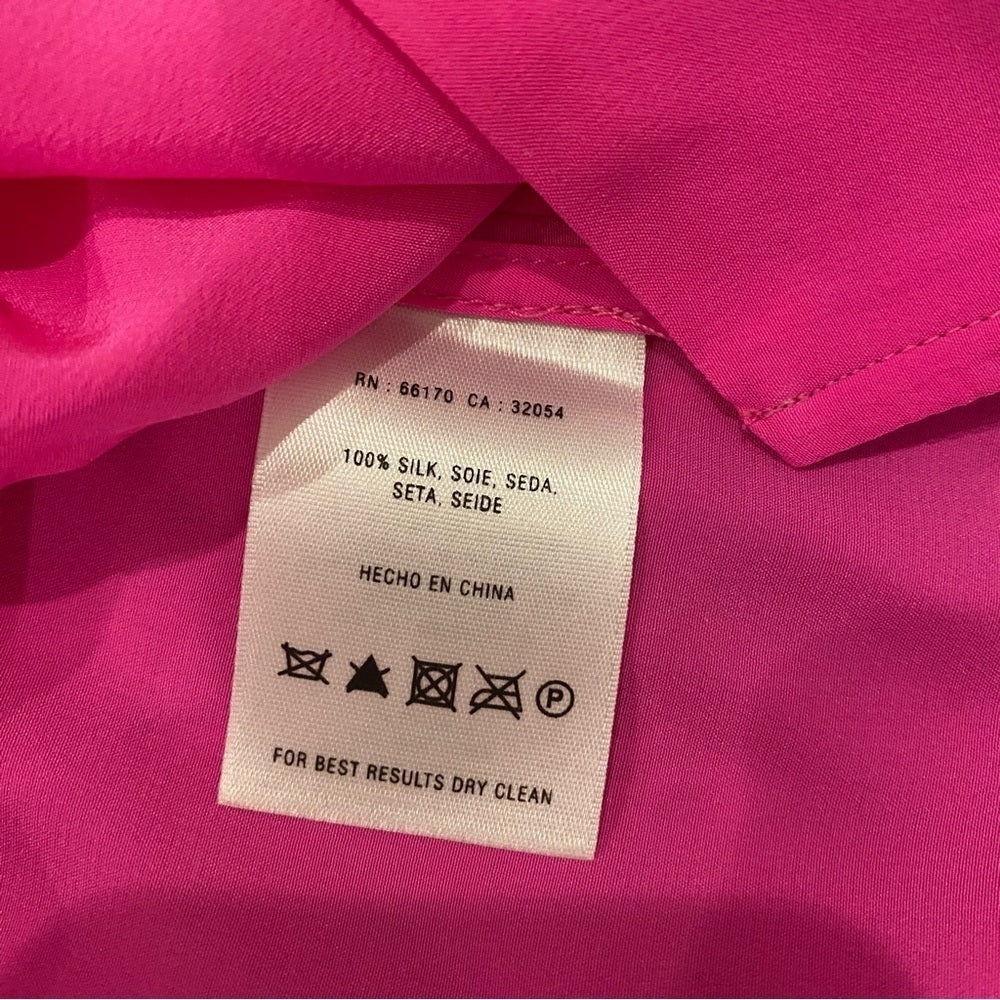 RN : 66170 CA : 32054
100% SILK, SOIE, SEDA,
SETA, SEIDE
HECHO EN CHINA
P
FOR BEST RESULTS DRY CLEAN